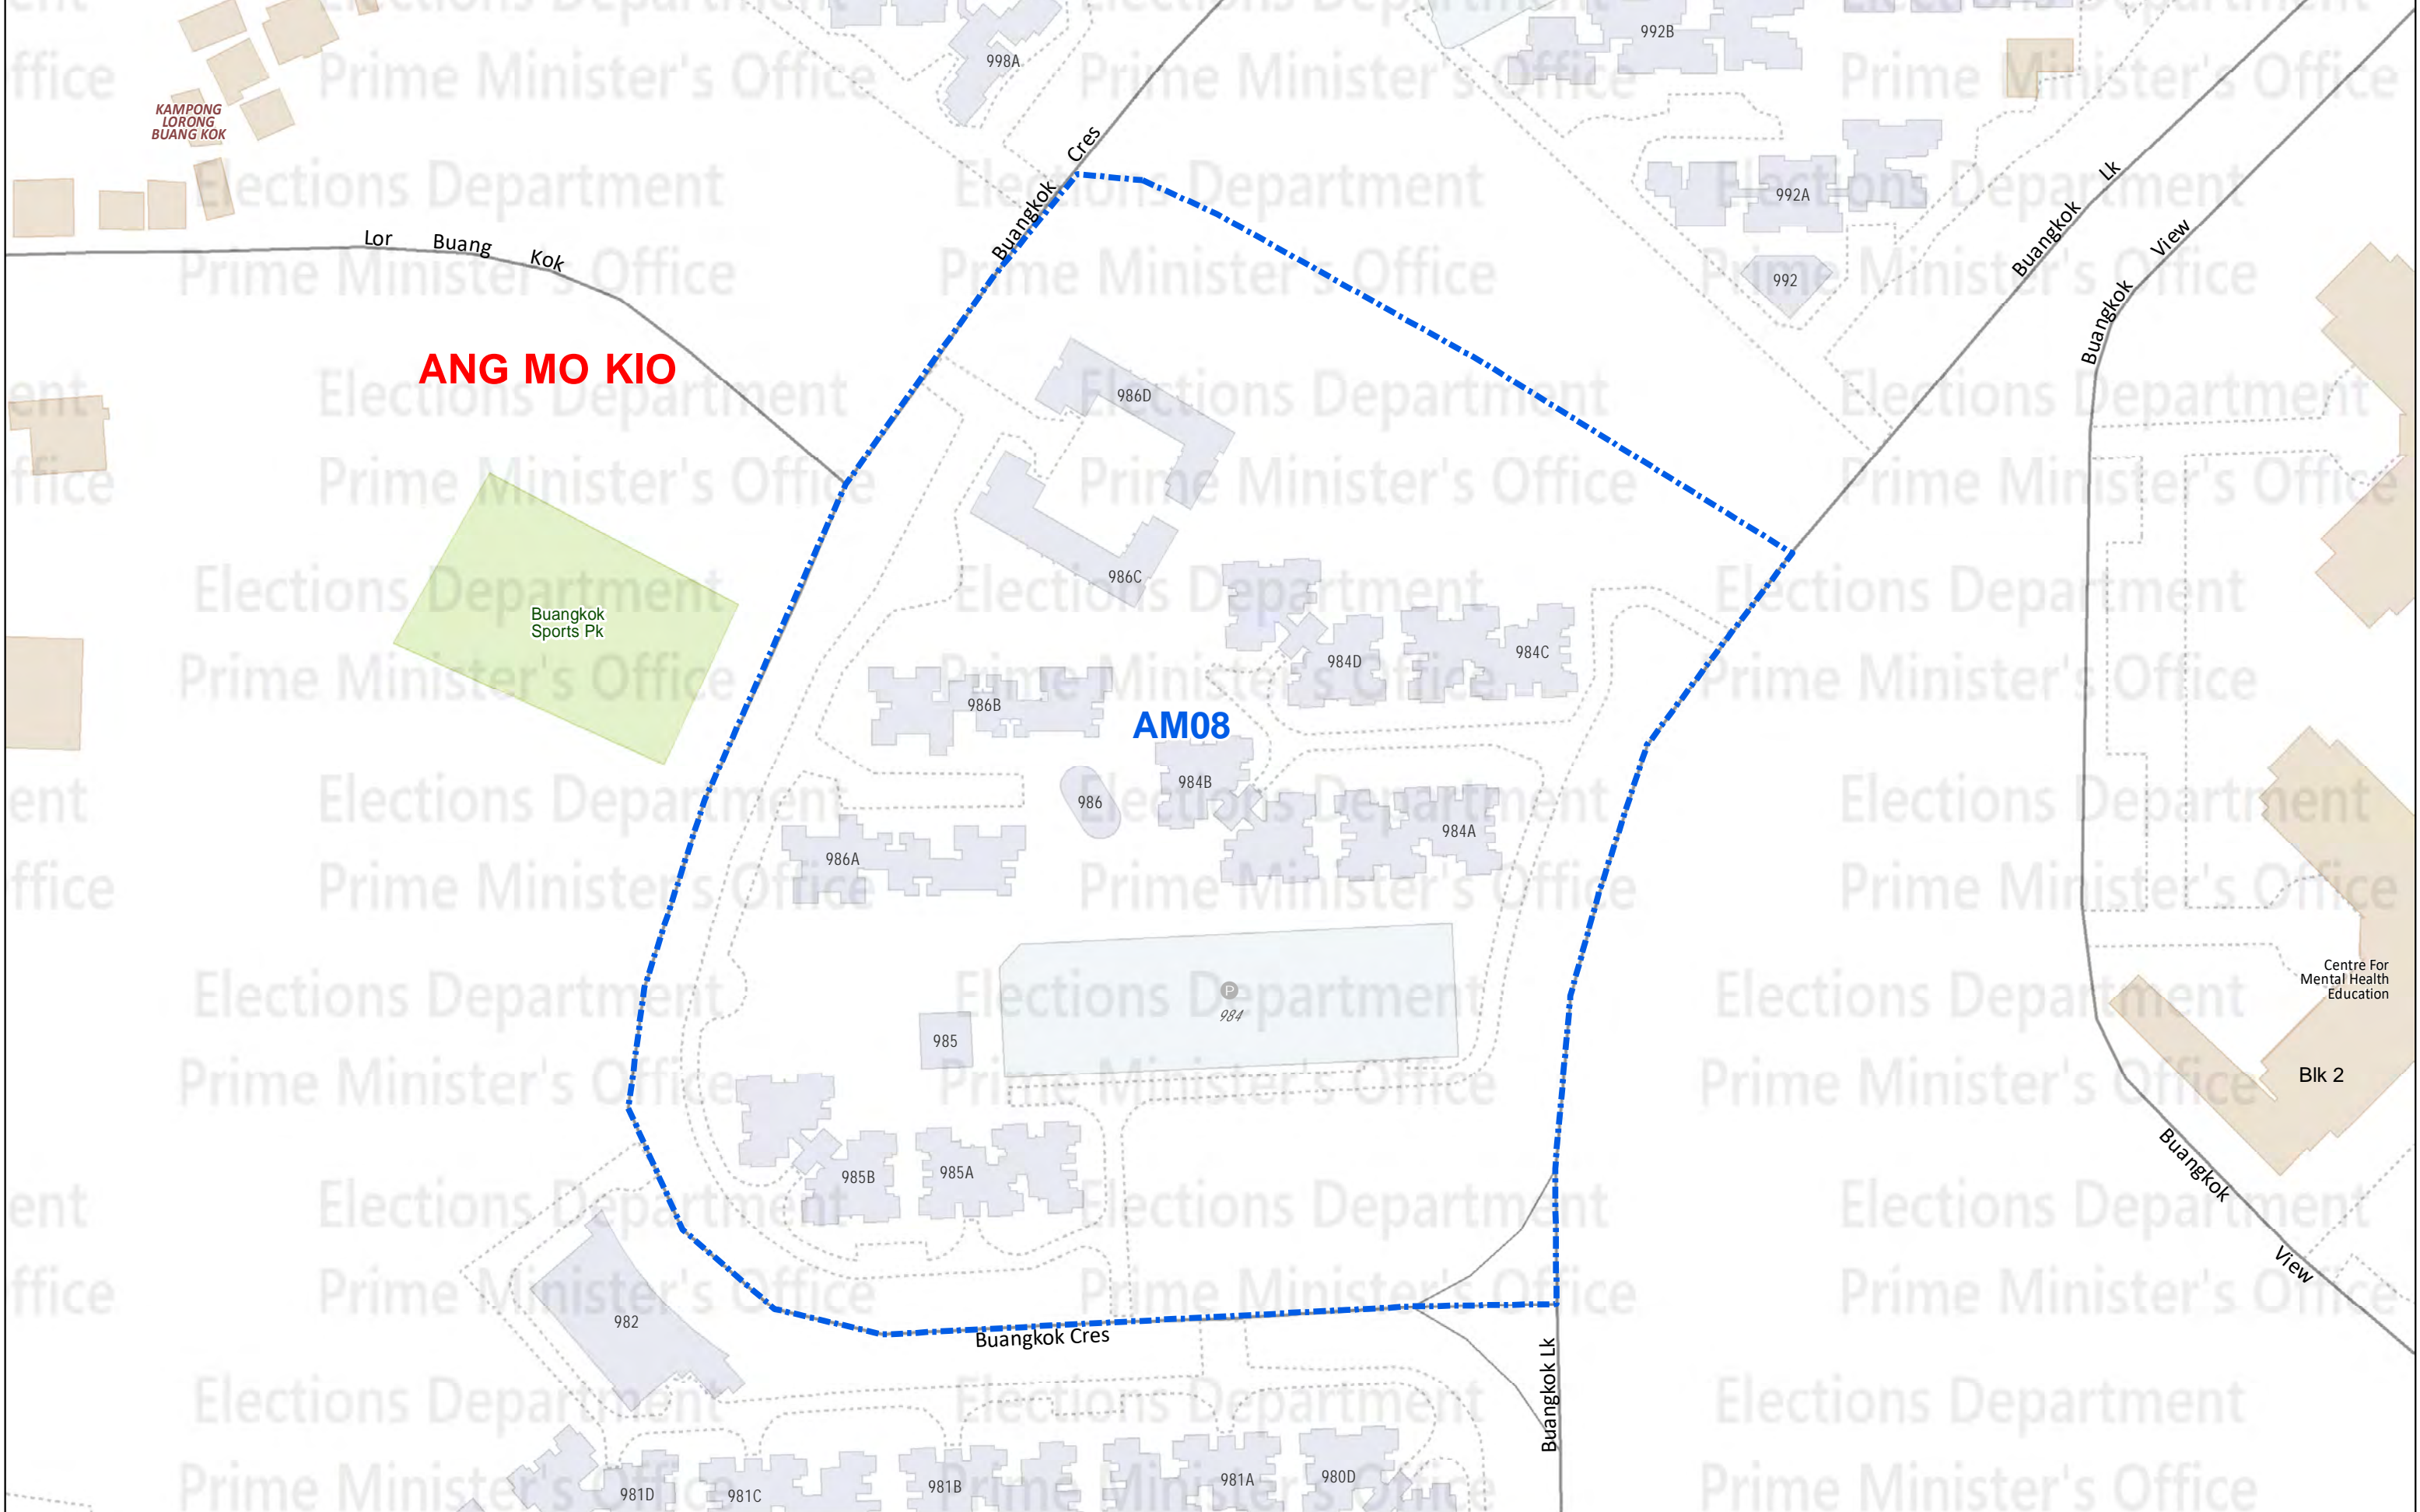 998A
992B
KAMPONG
LORONG
BUANG KOK
Buangkok Cres
992A
Buangkok Lk
Lor Buang Kok
Buangkok View
992
ANG MO KIO
986D
986C
Buangkok
Sports Pk
984D
984C
986B
AM08
984B
986
984A
986A
Centre For
Mental Health
Education
P
984
985
Blk 2
985B
985A
Buangkok View
982
Buangkok Cres
Buangkok Lk
981D
981C
981B
981A
980D
Elections Department
Prime Minister's Office